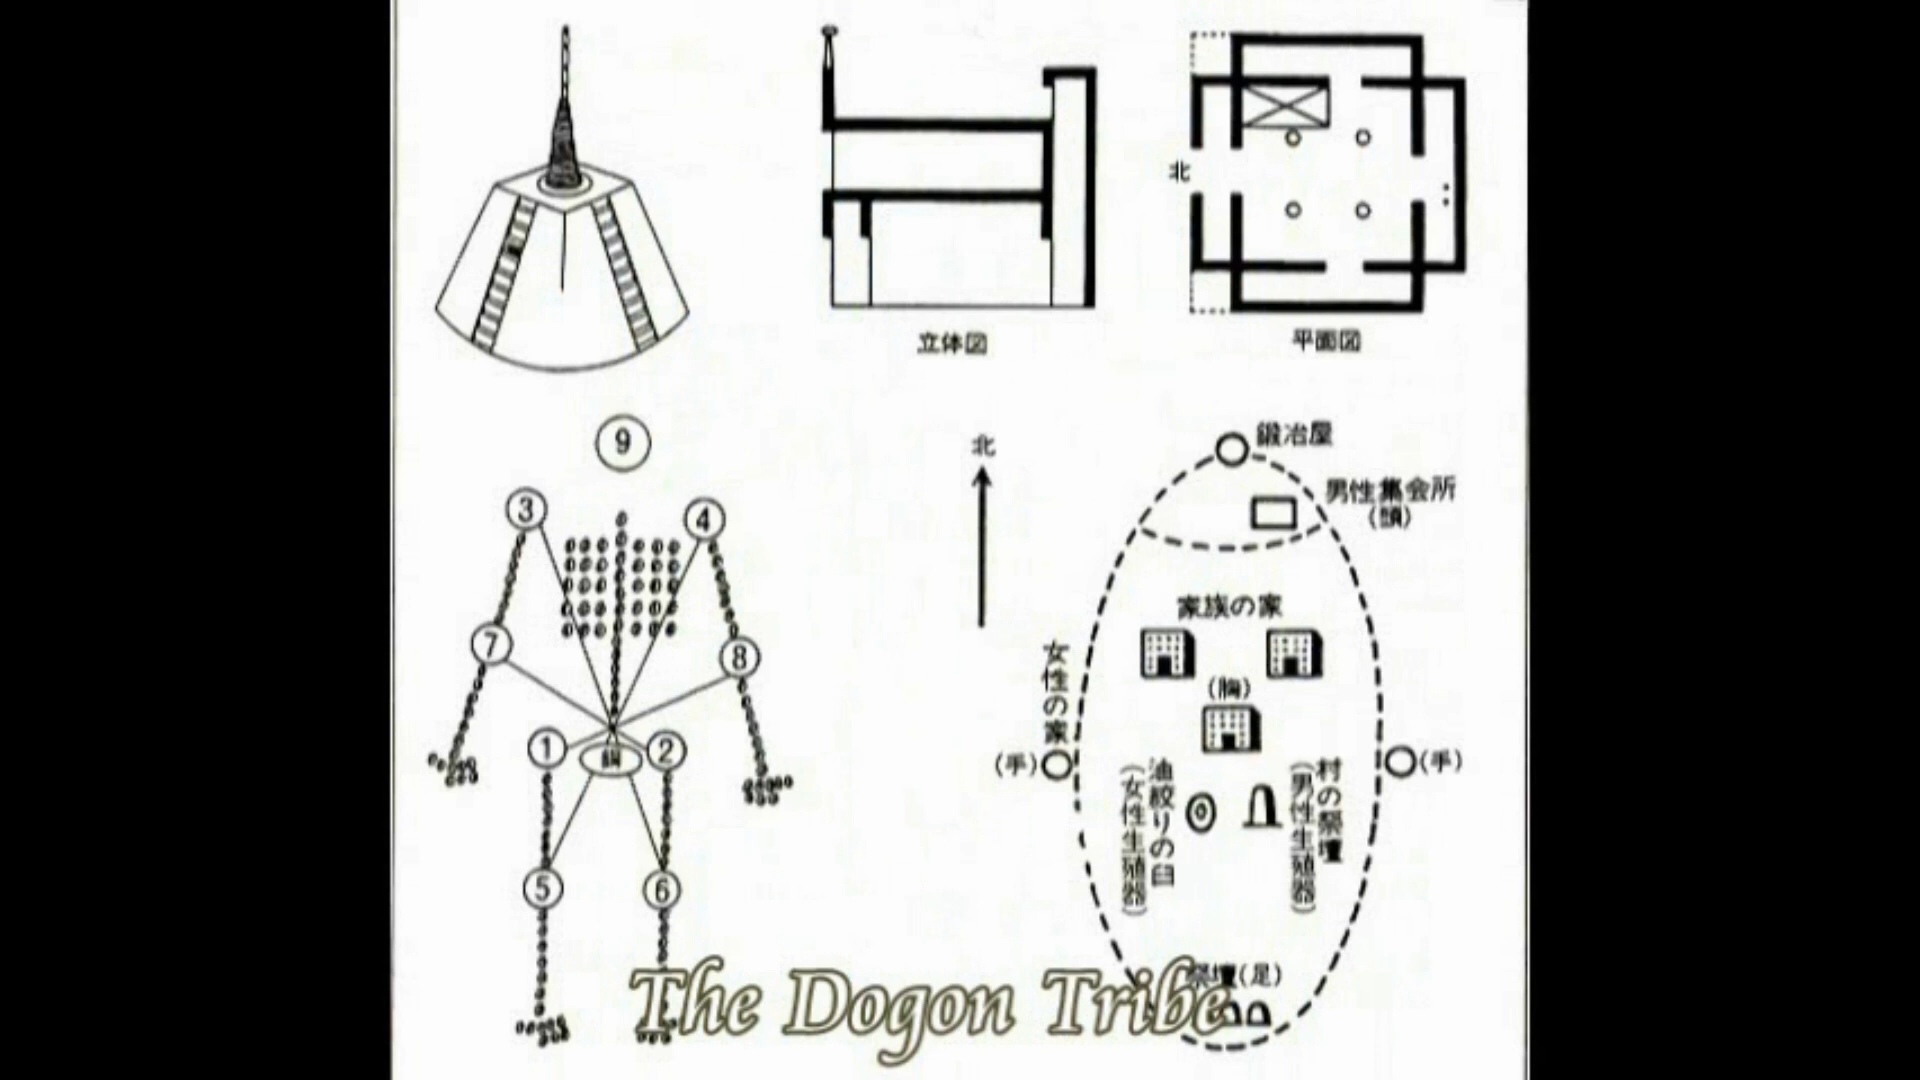 立体図
北
平面図
9
3
4
7
8
1
2
5
6
北
鍛冶屋
男性集会所
(頭)
家族の家
(胸)
女性の家
(手)
(手)
油絞りの臼
(女性生殖器)
村の祭壇
(男性生殖器)
祭壇(足)
The Dogon Tribe